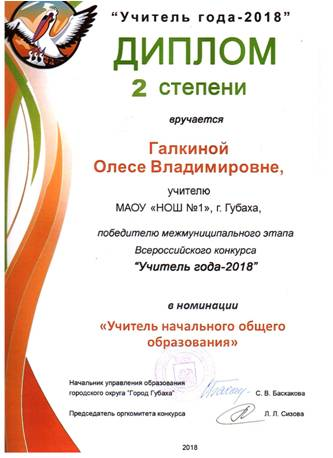 “Учитель года-2018”
ДИПЛОМ
2 степени
вручается
Галкиной
Олесе Владимировне,
учителю
МАОУ «НОШ №1», г. Губаха,
победителю межмуниципального этапа
Всероссийского конкурса
“Учитель года-2018”
в номинации
«Учитель начального общего
образования»
Начальник управления образования
городского округа "Город Губаха"
С. В. Баскакова
Председатель оргкомитета конкурса
Л. Л. Сизова
2018